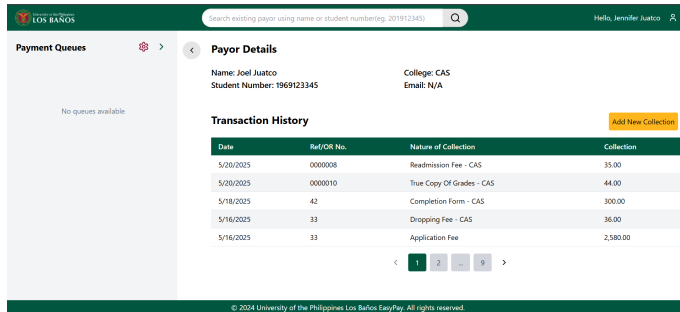 University of the Philippines
LOS BAÑOS
Search existing payor using name or student number(eg. 201912345)
Hello, Jennifer Juatco
Payment Queues
No queues available
Payor Details
Name: Joel Juatco
College: CAS
Student Number: 1969123345
Email: N/A
Transaction History
Add New Collection
Date Ref/OR No. Nature of Collection Collection
5/20/2025 0000008 Readmission Fee - CAS 35.00
5/20/2025 0000010 True Copy Of Grades - CAS 44.00
5/18/2025 42 Completion Form - CAS 300.00
5/16/2025 33 Dropping Fee - CAS 36.00
5/16/2025 33 Application Fee 2,580.00
< 1 2 ... 9 >
© 2024 University of the Philippines Los Baños EasyPay. All rights reserved.